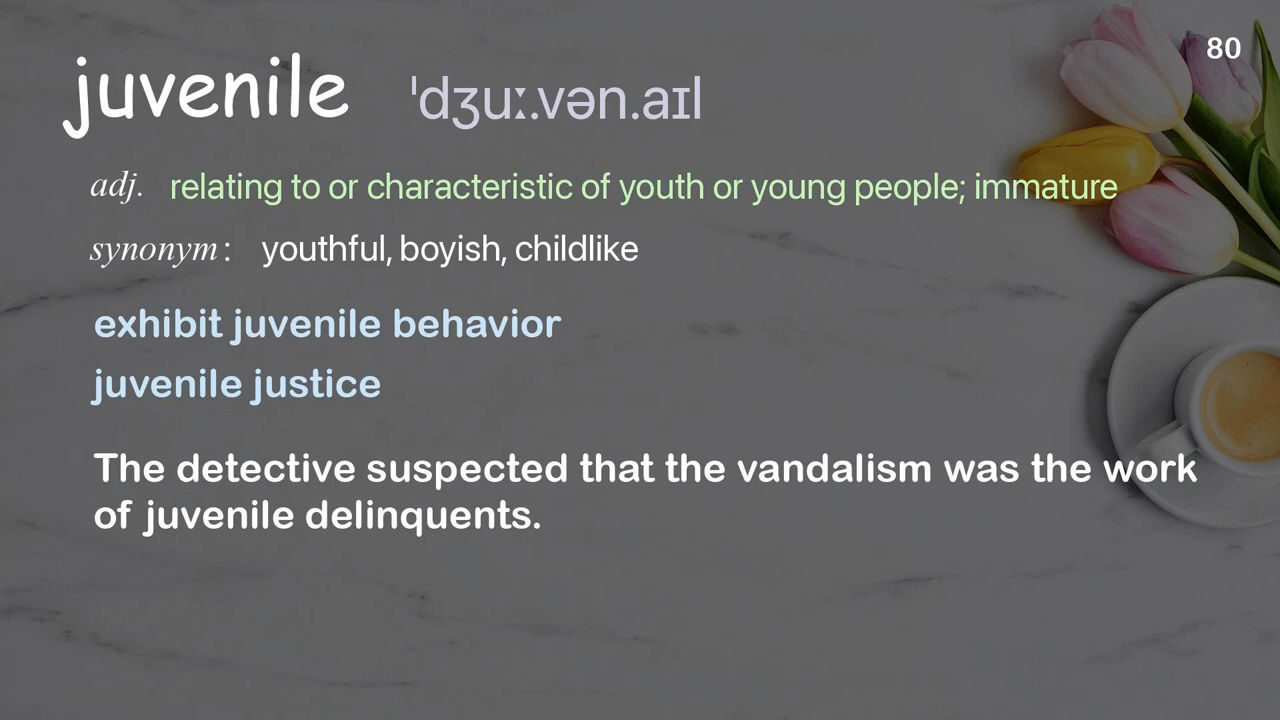 80
juvenile ˈdʒuː.vən.aɪl
adj. relating to or characteristic of youth or young people; immature
synonym: youthful, boyish, childlike
exhibit juvenile behavior
juvenile justice
The detective suspected that the vandalism was the work
of juvenile delinquents.